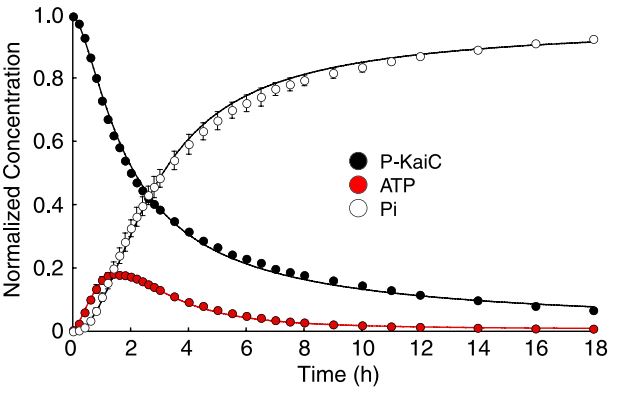 1.0
0.8
0.6
0.4
0.2
0
Normalized Concentration
P-KaiC
ATP
Pi
0 2 4 6 8 10 12 14 16 18
Time (h)